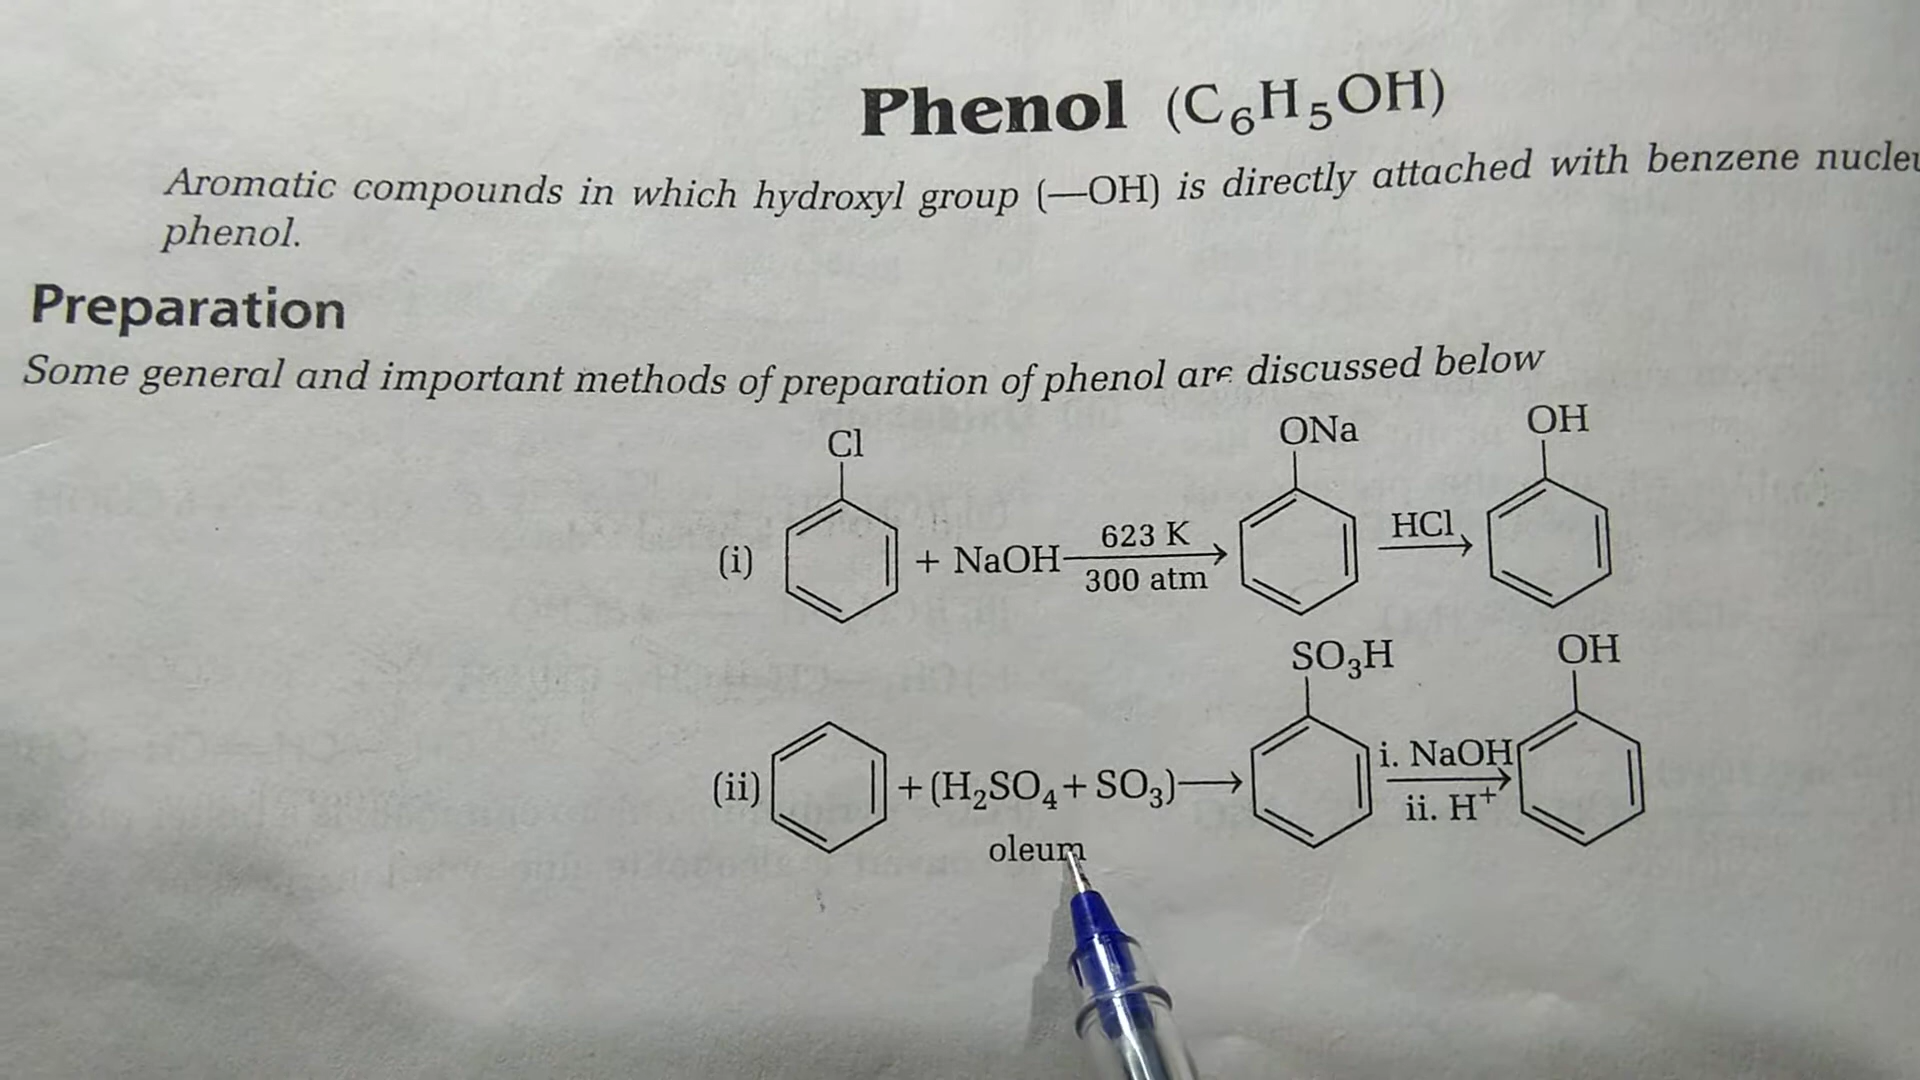 Phenol (C₆H₅OH)
Aromatic compounds in which hydroxyl group (—OH) is directly attached with benzene
phenol.
Preparation
Some general and important methods of preparation of phenol are discussed below
Cl ONa OH
(i) + NaOH 623 K HCl
300 atm
SO₃H OH
(ii) + (H₂SO₄ + SO₃) i. NaOH
ii. H⁺
oleum